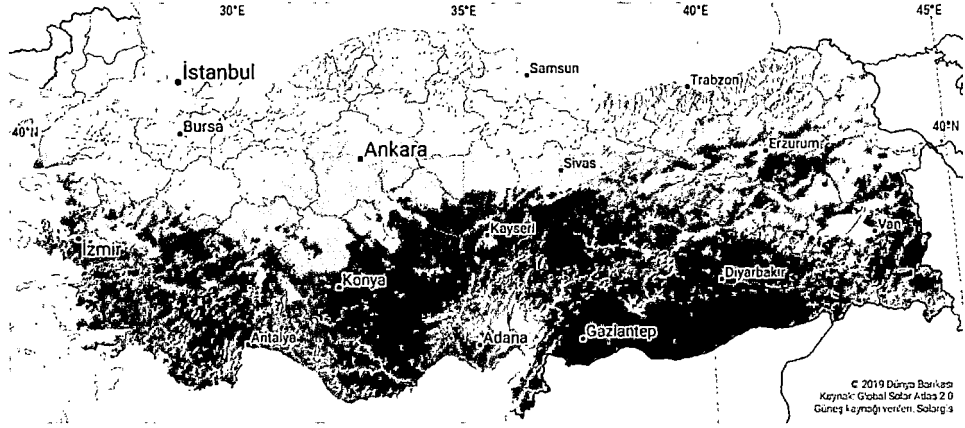 30°E 35°E 40°E 45°E
İstanbul
Samsun
Trabzon
40°N
Bursa
40°N
Ankara
Erzurum
Sivas
Kayseri
Van
İzmir
Konya
Diyarbakır
Antalya
Adana
Gaziantep
© 2019 Dünya Bankası
Kaynak: Global Solar Atlas 2.0
Güneş kaynağı verileri: Solargis